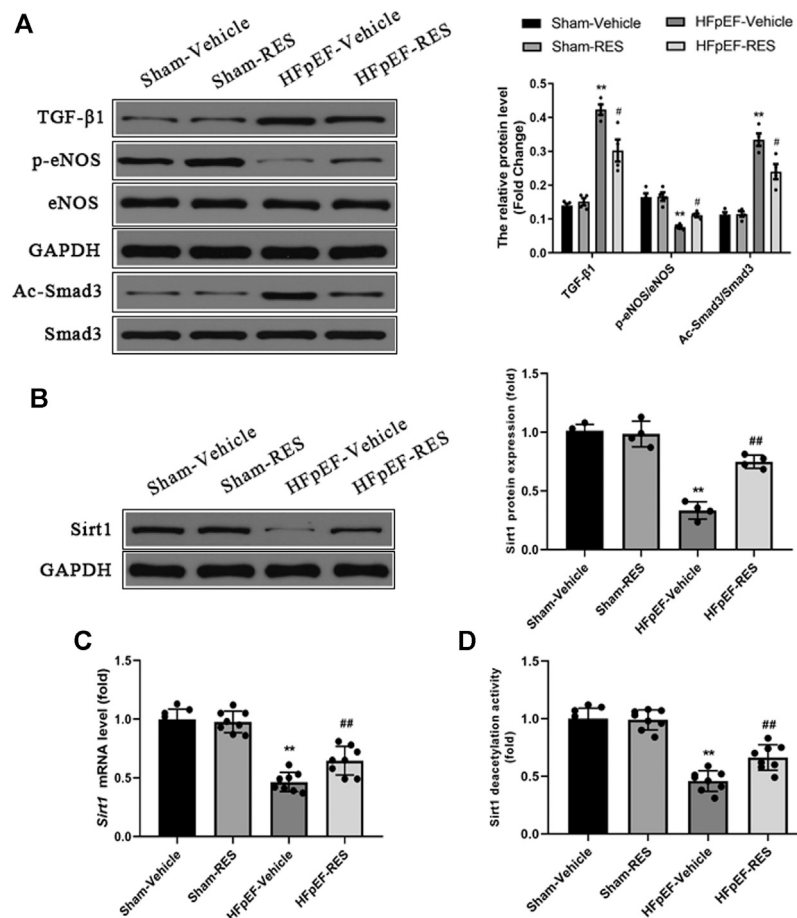 A
Sham-Vehicle
Sham-RES
HFpEF-Vehicle
HFpEF-RES
TGF-β1
p-eNOS
eNOS
GAPDH
Ac-Smad3
Smad3
Sham-Vehicle
HFpEF-Vehicle
Sham-RES
HFpEF-RES
The relative protein level
(Fold Change)
0.5
0.4
0.3
0.2
0.1
0.0
**
#
**
#
**
#
TGF-β1
p-eNOS/eNOS
Ac-Smad3/Smad3
B
Sham-Vehicle
Sham-RES
HFpEF-Vehicle
HFpEF-RES
Sirt1
GAPDH
Sirt1 protein expression (fold)
1.5
1.0
0.5
0.0
**
##
Sham-Vehicle
Sham-RES
HFpEF-Vehicle
HFpEF-RES
C
Sirt1 mRNA level (fold)
1.5
1.0
0.5
0.0
**
##
Sham-Vehicle
Sham-RES
HFpEF-Vehicle
HFpEF-RES
D
Sirt1 deacetylation activity
(fold)
1.5
1.0
0.5
0.0
**
##
Sham-Vehicle
Sham-RES
HFpEF-Vehicle
HFpEF-RES